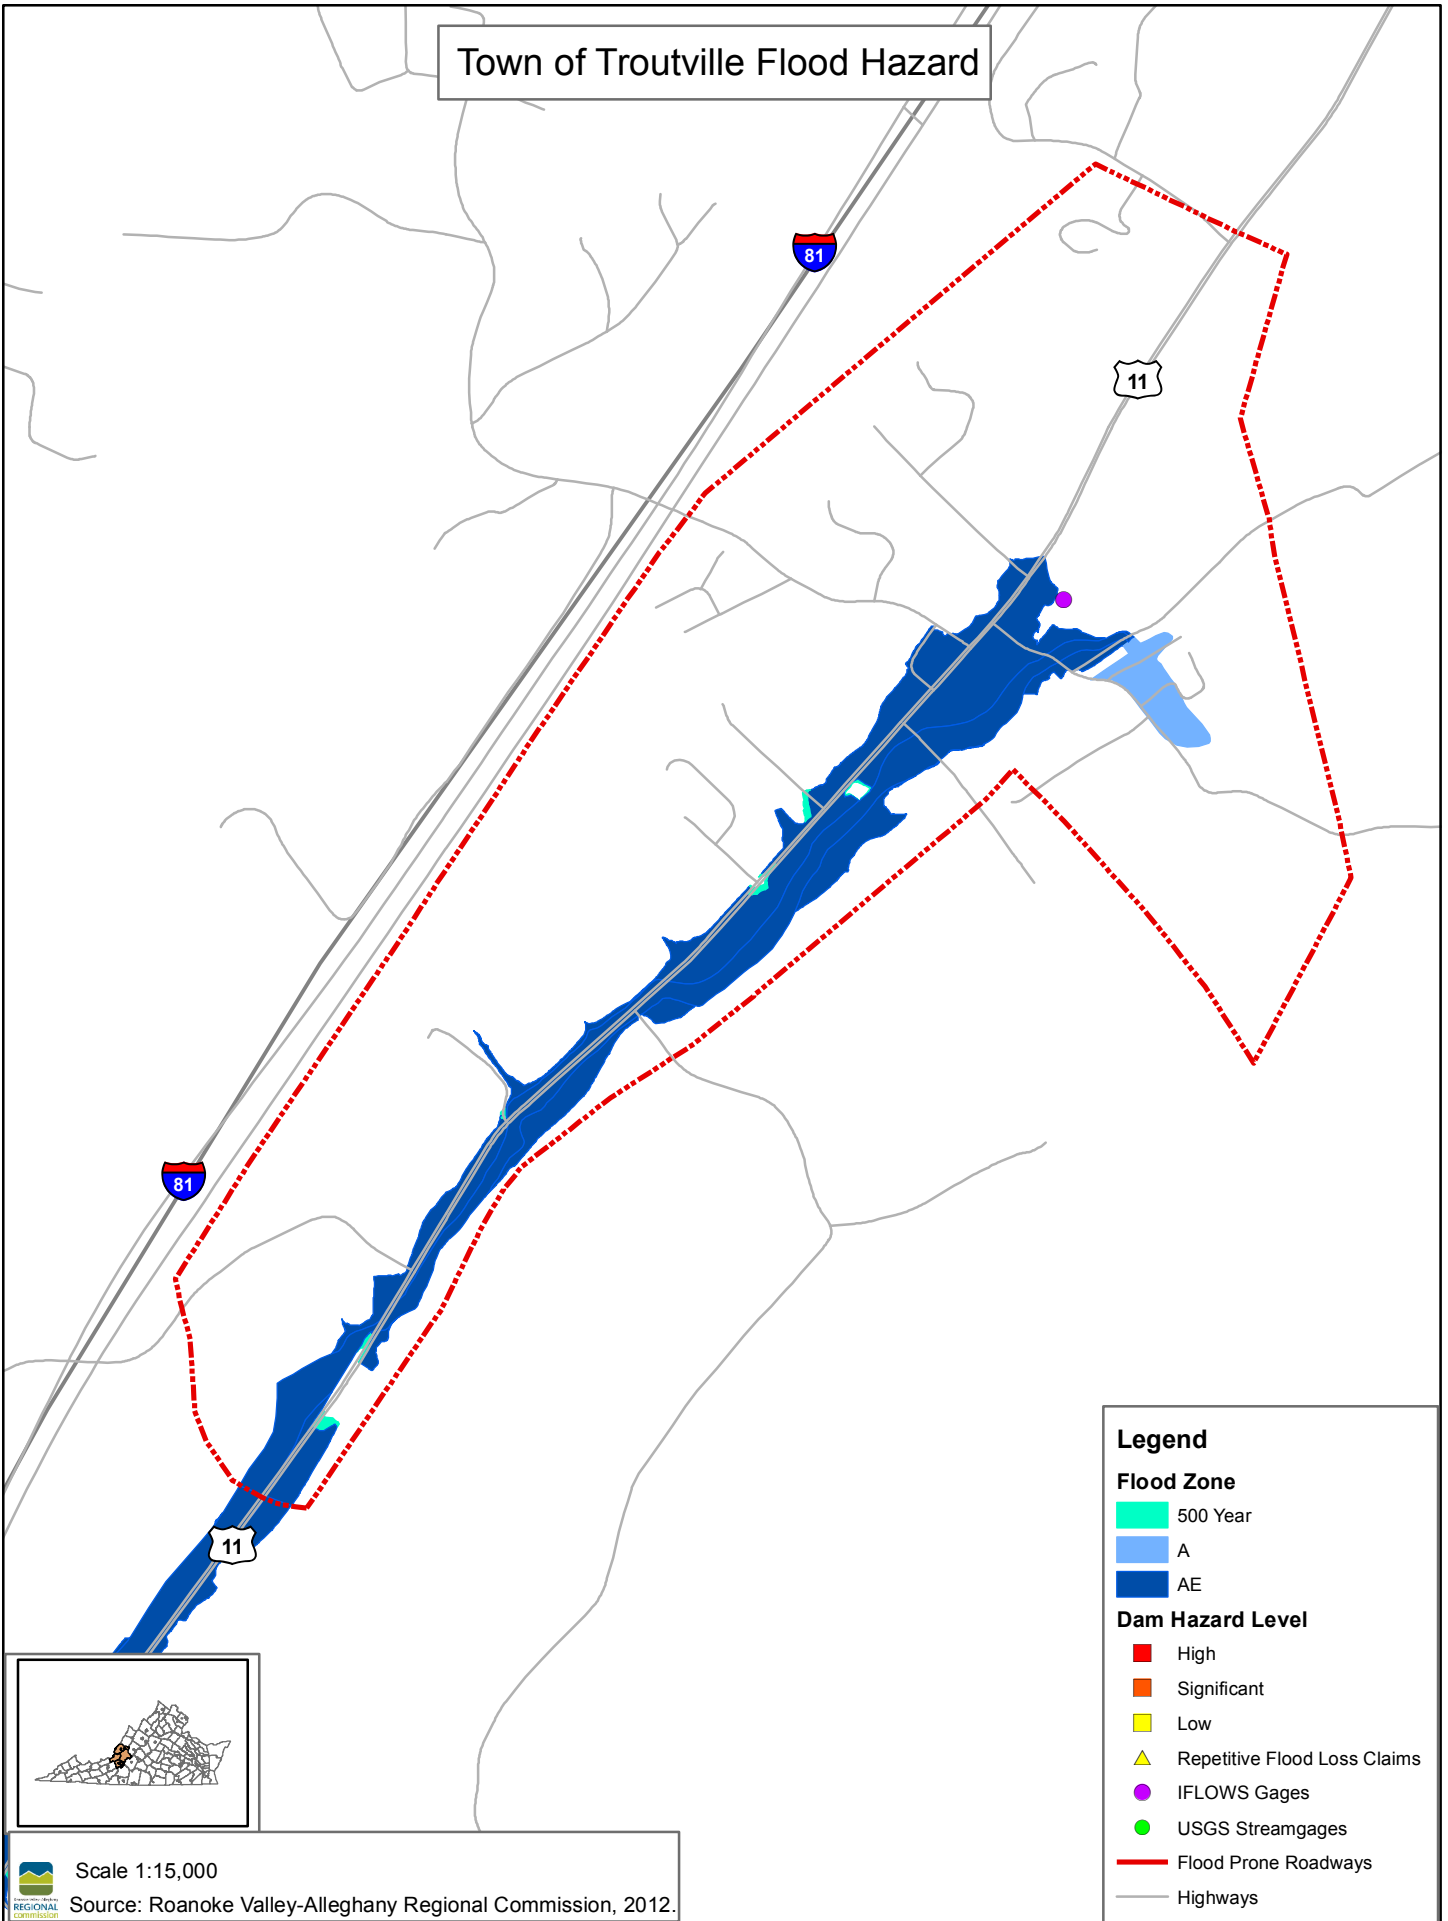 Town of Troutville Flood Hazard
81
11
81
11
Legend
Flood Zone
500 Year
A
AE
Dam Hazard Level
High
Significant
Low
Repetitive Flood Loss Claims
IFLOWS Gages
USGS Streamgages
Flood Prone Roadways
Highways
Scale 1:15,000
Source: Roanoke Valley-Alleghany Regional Commission, 2012.
REGIONAL
commission